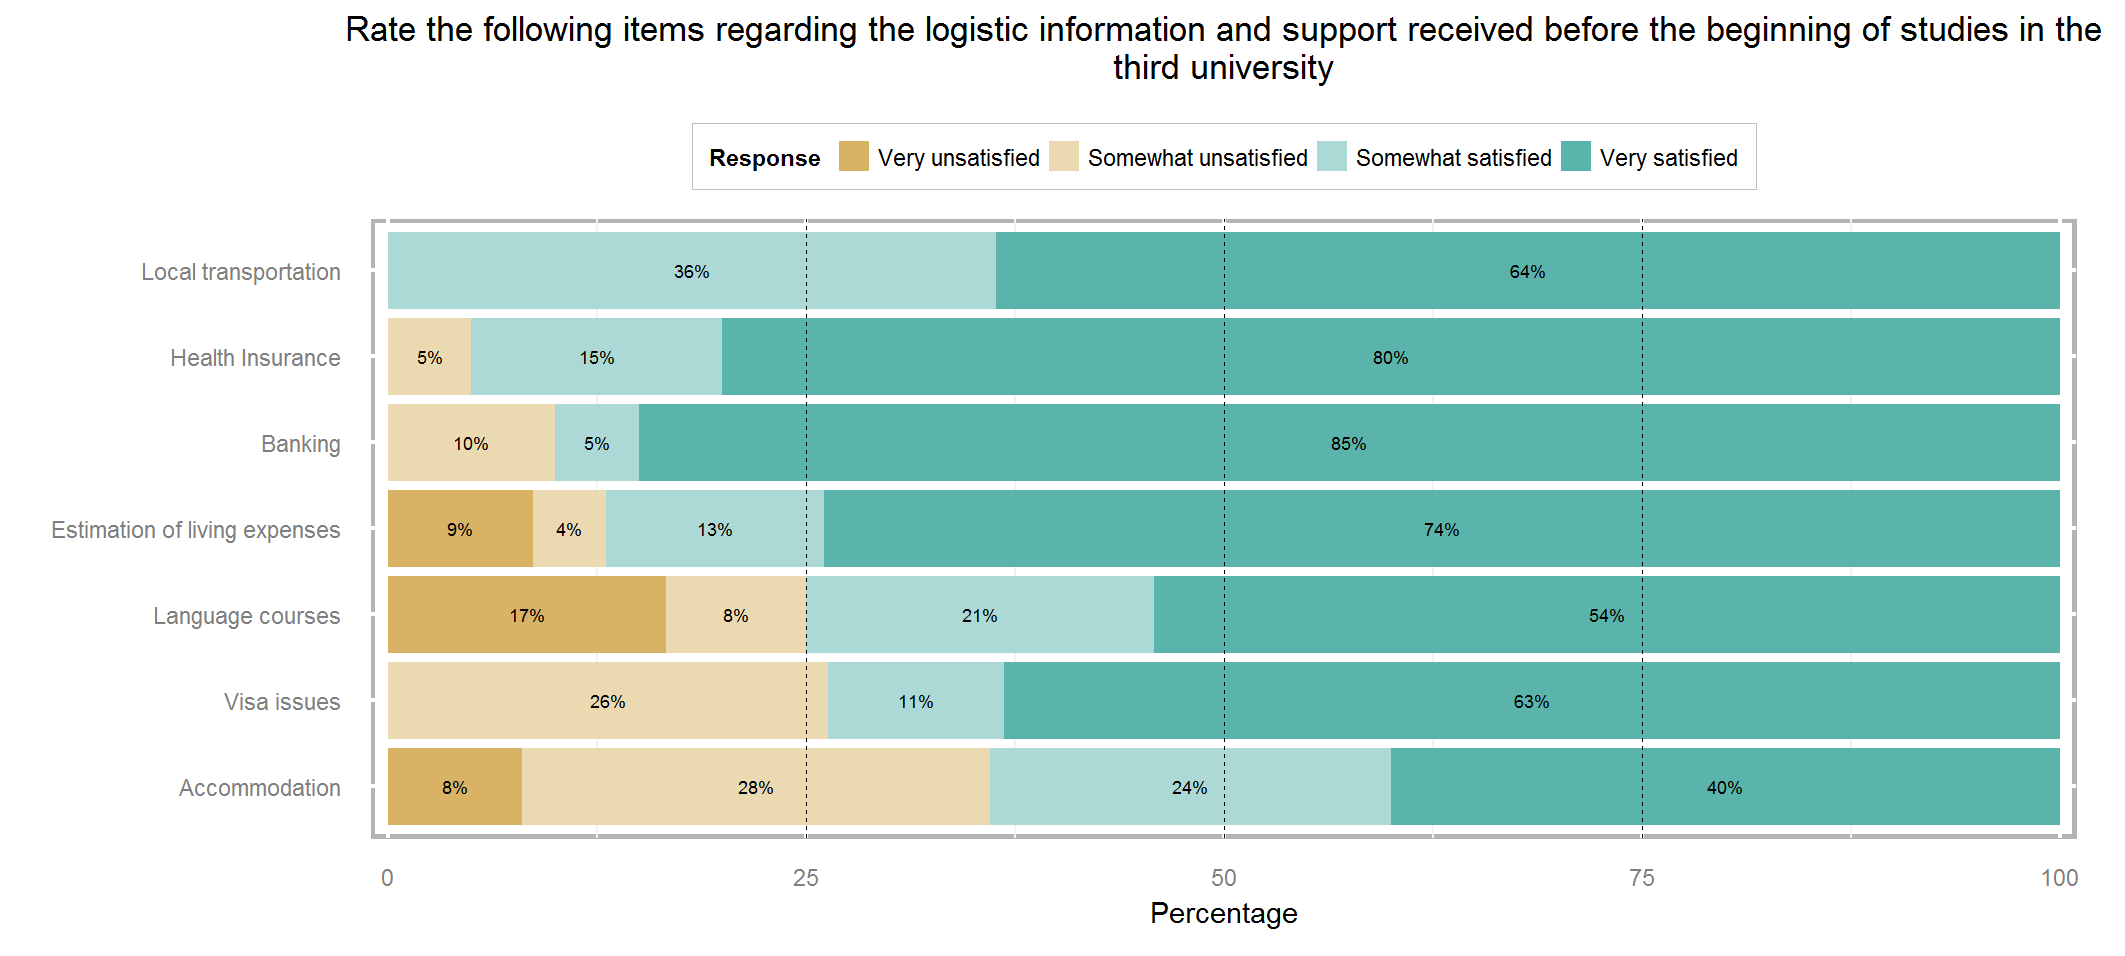 Rate the following items regarding the logistic information and support received before the beginning of studies in the
third university
Response Very unsatisfied Somewhat unsatisfied Somewhat satisfied Very satisfied
Local transportation 36% 64%
Health Insurance 5% 15% 80%
Banking 10% 5% 85%
Estimation of living expenses 9% 4% 13% 74%
Language courses 17% 8% 21% 54%
Visa issues 26% 11% 63%
Accommodation 8% 28% 24% 40%
0 25 50 75 100
Percentage